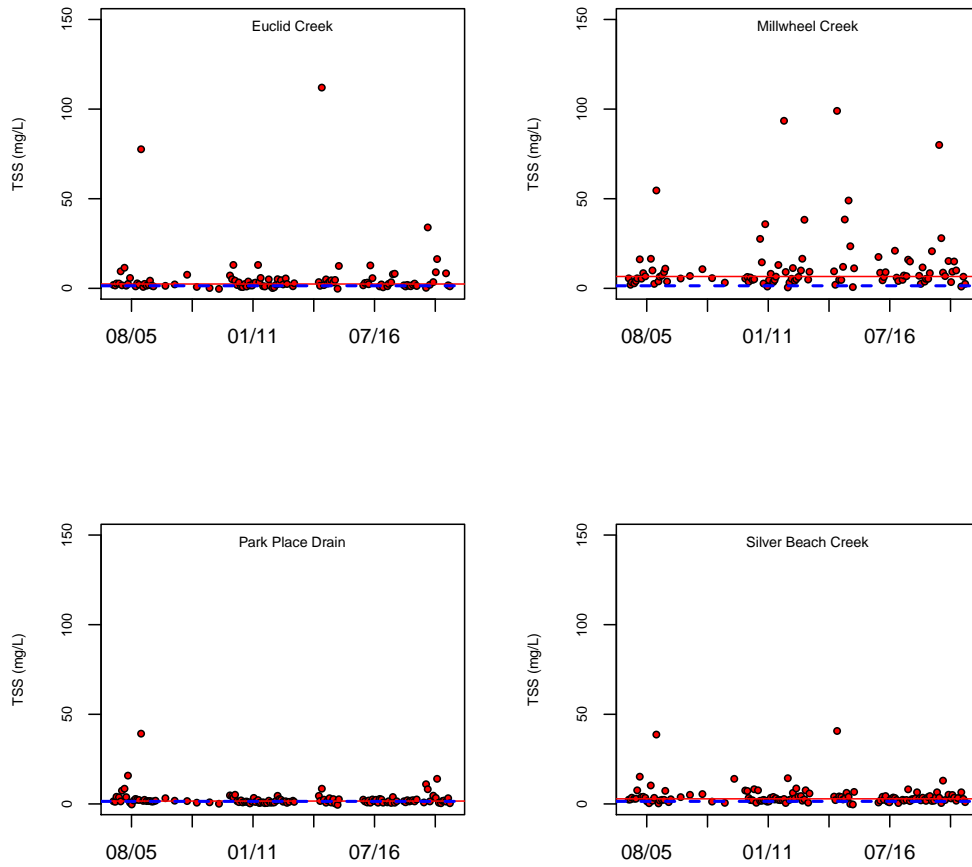 Euclid Creek
TSS (mg/L)
150
100
50
0
08/05 01/11 07/16
Millwheel Creek
TSS (mg/L)
150
100
50
0
08/05 01/11 07/16
Park Place Drain
TSS (mg/L)
150
100
50
0
08/05 01/11 07/16
Silver Beach Creek
TSS (mg/L)
150
100
50
0
08/05 01/11 07/16